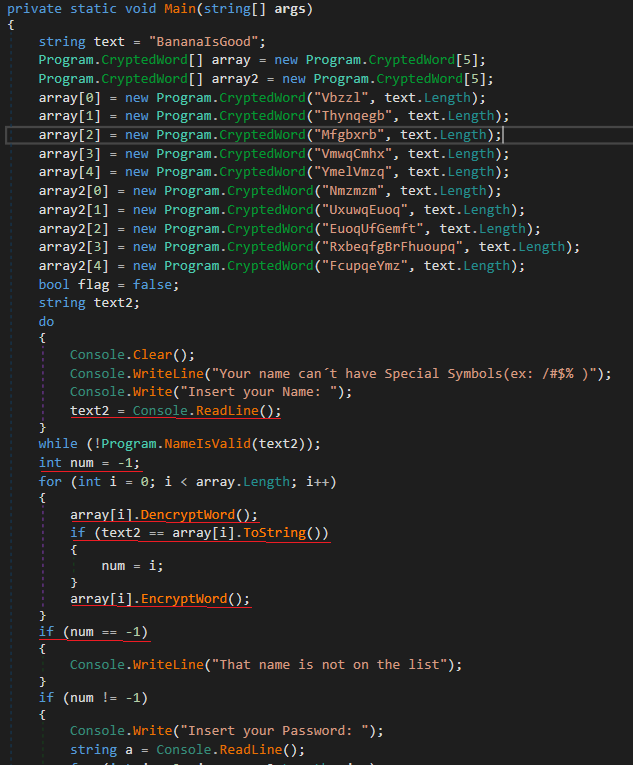 private static void Main(string[] args)
{
string text = "BananaIsGood";
Program.CryptedWord[] array = new Program.CryptedWord[5];
Program.CryptedWord[] array2 = new Program.CryptedWord[5];
array[0] = new Program.CryptedWord("Vbzzl", text.Length);
array[1] = new Program.CryptedWord("Thynqegb", text.Length);
array[2] = new Program.CryptedWord("Mfgbxrb", text.Length);
array[3] = new Program.CryptedWord("VmwqCmhx", text.Length);
array[4] = new Program.CryptedWord("YmelVmzq", text.Length);
array2[0] = new Program.CryptedWord("Nmzmzm", text.Length);
array2[1] = new Program.CryptedWord("UxuwqEuoq", text.Length);
array2[2] = new Program.CryptedWord("EuoqUfGemft", text.Length);
array2[3] = new Program.CryptedWord("RxbeqfgBrFhuoupq", text.Length);
array2[4] = new Program.CryptedWord("FcupqeYmz", text.Length);
bool flag = false;
string text2;
do
{
Console.Clear();
Console.WriteLine("Your name can´t have Special Symbols(ex: /#$% )");
Console.Write("Insert your Name: ");
text2 = Console.ReadLine();
}
while (!Program.NameIsValid(text2));
int num = -1;
for (int i = 0; i < array.Length; i++)
{
array[i].DencryptWord();
if (text2 == array[i].ToString())
{
num = i;
}
array[i].EncryptWord();
}
if (num == -1)
{
Console.WriteLine("That name is not on the list");
}
if (num != -1)
{
Console.Write("Insert your Password: ");
string a = Console.ReadLine();